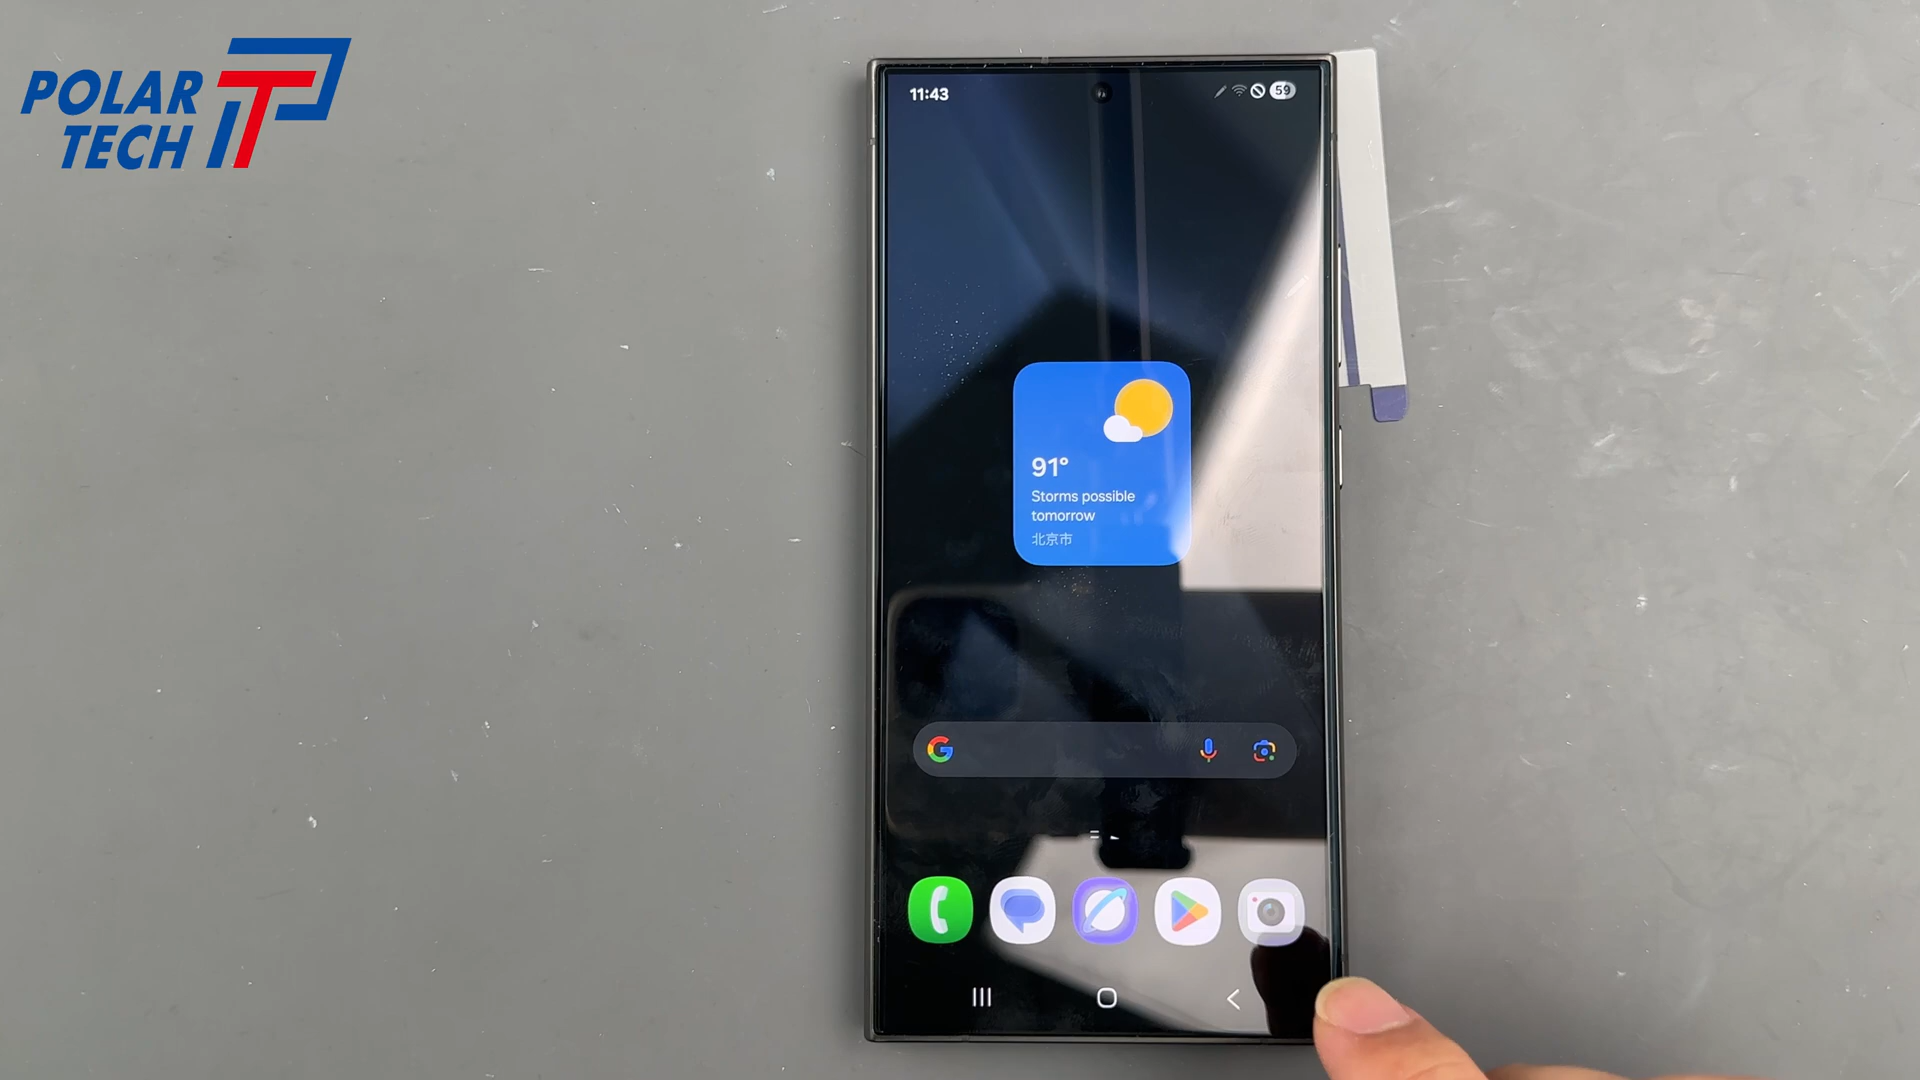 POLAR
TECH
11:43
59
91°
Storms possible
tomorrow
北京市